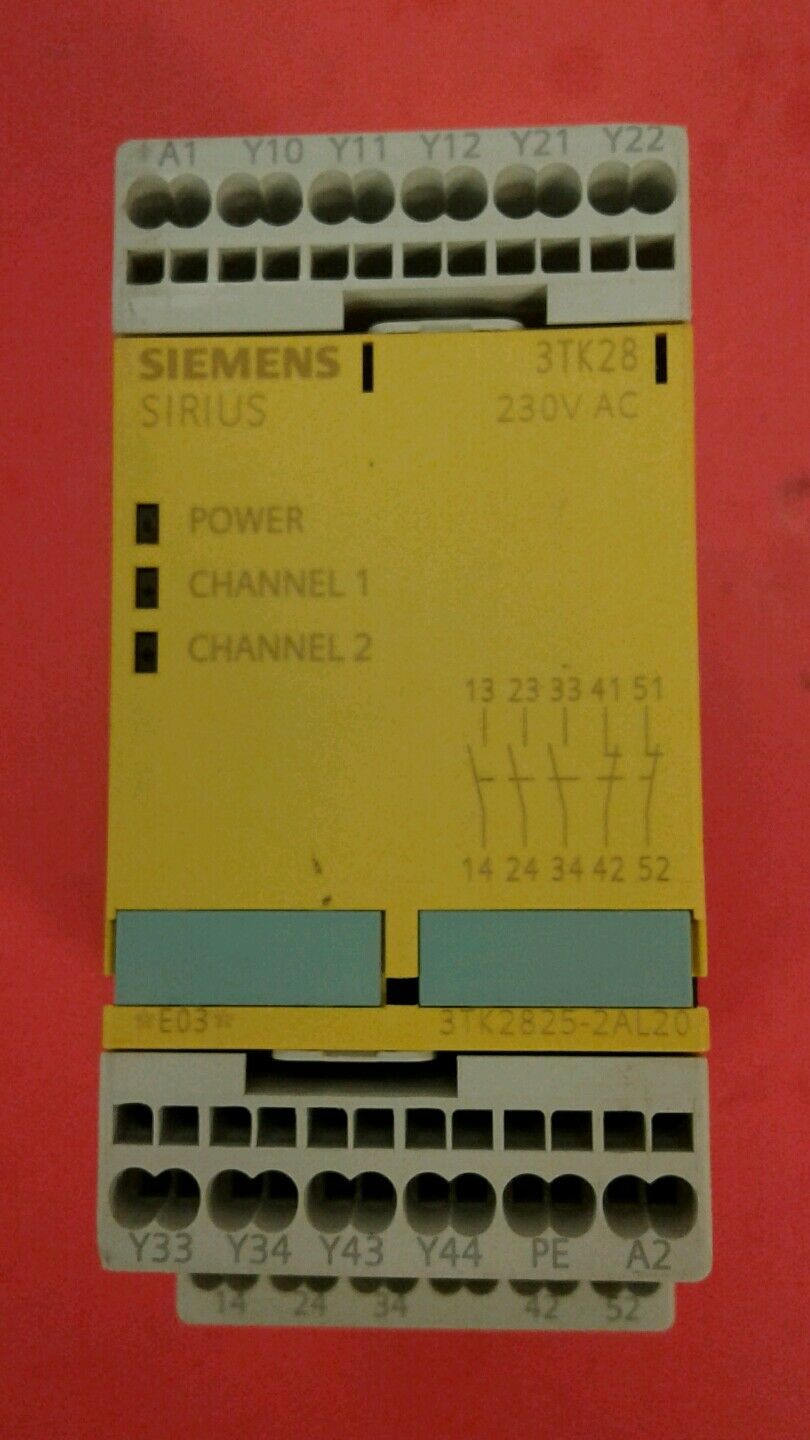 +A1 Y10 Y11 Y12 Y21 Y22
SIEMENS 3TK28
SIRIUS 230V AC
POWER
CHANNEL 1
CHANNEL 2
13 23 33 41 51
14 24 34 42 52
*E03* 3TK2825-2AL20
Y33 Y34 Y43 Y44 PE A2
14 24 34 42 52